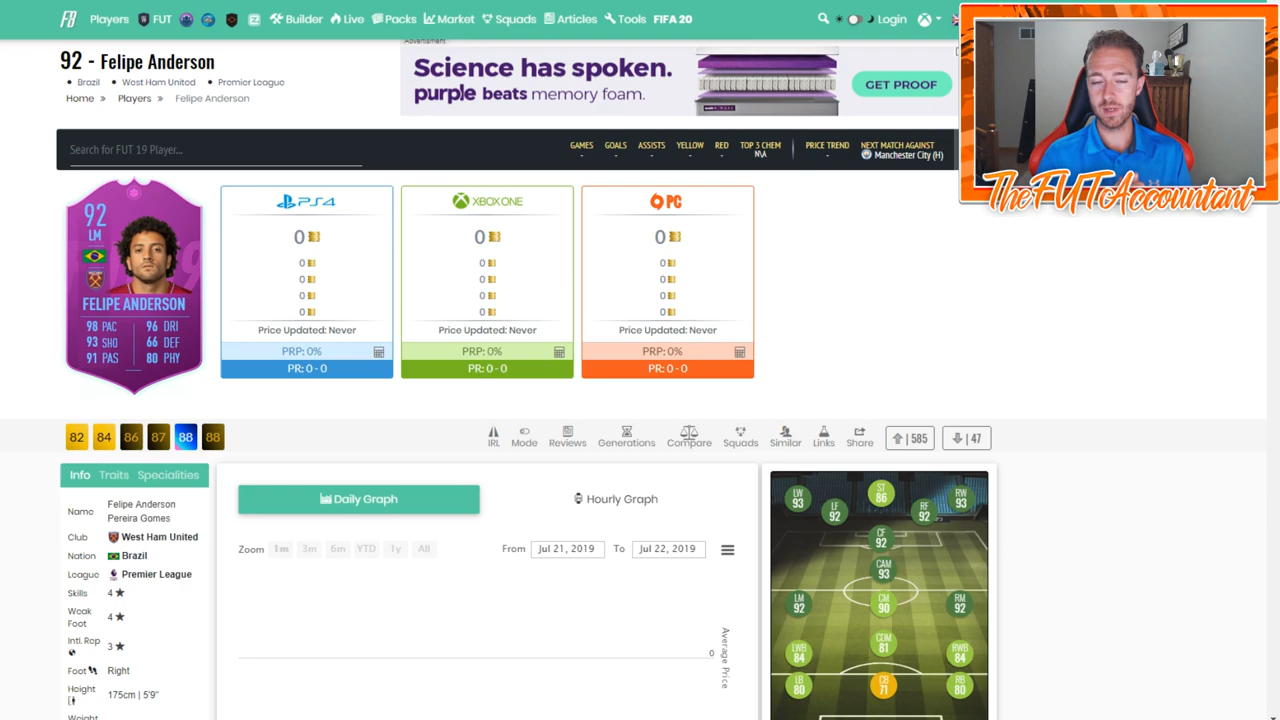 Players FUT Builder Live Packs Market Squads Articles Tools FIFA 20 Login
92 - Felipe Anderson
Brazil West Ham United Premier League
Home » Players » Felipe Anderson
Advertisment
Science has spoken.
purple beats memory foam.
GET PROOF
purple
Search for FUT 19 Player...
GAMES GOALS ASSISTS YELLOW RED TOP 3 CHEM PRICE TREND NEXT MATCH AGAINST
- - - - - N\A - Manchester City (H)
TheFUTAccountant
92
LM
FELIPE ANDERSON
98 PAC 96 DRI
93 SHO 66 DEF
91 PAS 80 PHY
PS4
0
0
0
0
0
Price Updated: Never
PRP: 0%
PR: 0 - 0
XBOX ONE
0
0
0
0
0
Price Updated: Never
PRP: 0%
PR: 0 - 0
PC
0
0
0
0
0
Price Updated: Never
PRP: 0%
PR: 0 - 0
82 84 86 87 88 88
IRL Mode Reviews Generations Compare Squads Similar Links Share | 585 | 47
Info Traits Specialities
Name Felipe Anderson Pereira Gomes
Club West Ham United
Nation Brazil
League Premier League
Skills 4
Weak Foot 4
Intl. Rep 3
Foot Right
Height 175cm | 5'9"
Weight
Daily Graph Hourly Graph
Zoom 1m 3m 6m YTD 1y All From Jul 21, 2019 To Jul 22, 2019
0
Average Price
LW 93
LF 92
ST 86
RF 92
RW 93
CF 92
CAM 93
LM 92
CM 90
RM 92
LWB 84
CDM 81
RWB 84
LB 80
CB 71
RB 80